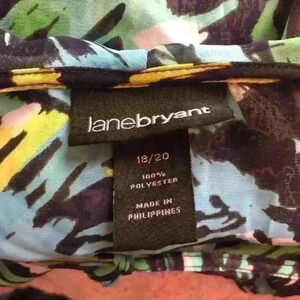 lanebryant
18/20
100%
POLYESTER
MADE IN
PHILIPPINES